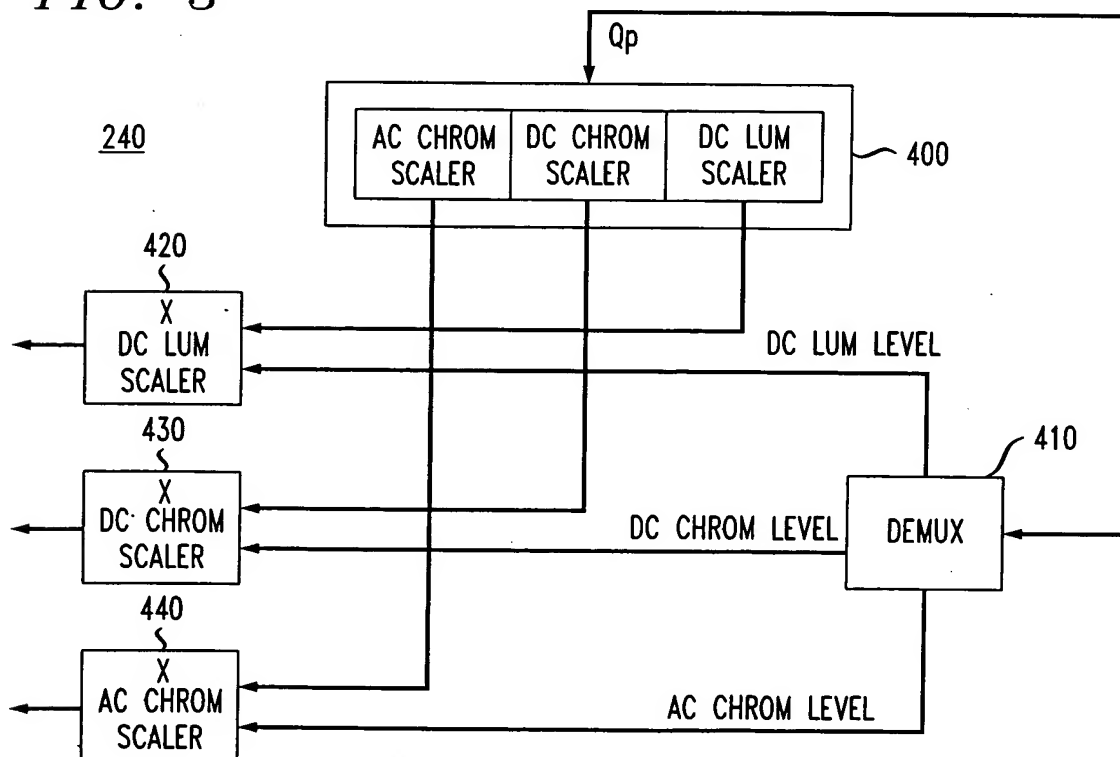 FIG. 3
Qp
240
AC CHROM SCALER
DC CHROM SCALER
DC LUM SCALER
400
420
X
DC LUM
SCALER
DC LUM LEVEL
430
X
DC CHROM
SCALER
DC CHROM LEVEL
410
DEMUX
440
X
AC CHROM
SCALER
AC CHROM LEVEL